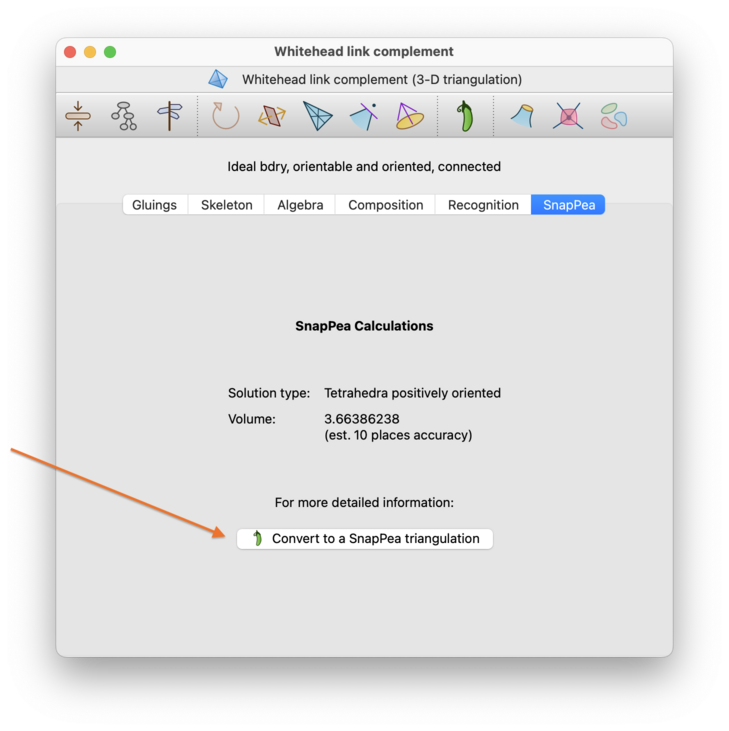 Whitehead link complement
Whitehead link complement (3-D triangulation)
Ideal bdry, orientable and oriented, connected
Gluings Skeleton Algebra Composition Recognition SnapPea
SnapPea Calculations
Solution type: Tetrahedra positively oriented
Volume: 3.66386238
(est. 10 places accuracy)
For more detailed information:
Convert to a SnapPea triangulation